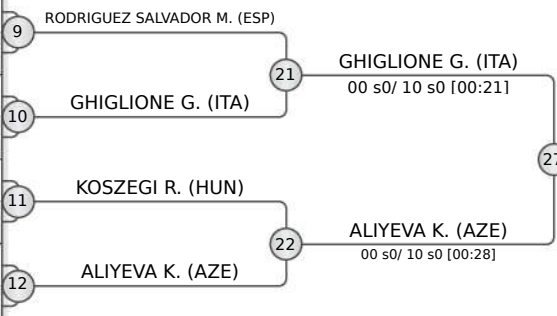 9
RODRIGUEZ SALVADOR M. (ESP)
21
GHIGLIONE G. (ITA)
00 s0/ 10 s0 [00:21]
10
GHIGLIONE G. (ITA)
27
11
KOSZEGI R. (HUN)
22
ALIYEVA K. (AZE)
00 s0/ 10 s0 [00:28]
12
ALIYEVA K. (AZE)